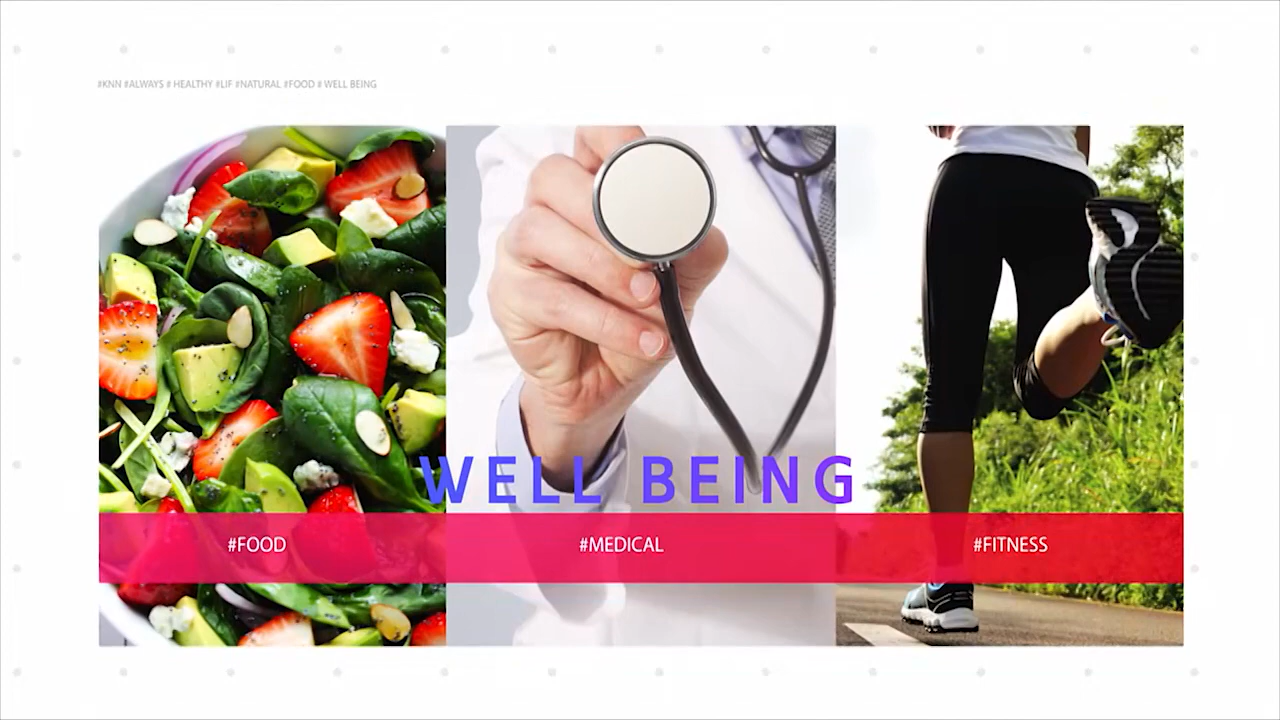 #KNN #ALWAYS # HEALTHY #LIF #NATURAL #FOOD # WELL BEING
WELL BEING
#FOOD
#MEDICAL
#FITNESS